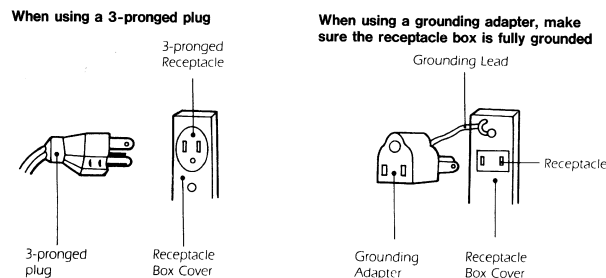 When using a 3-pronged plug
3-pronged
Receptacle
3-pronged
plug
Receptacle
Box Cover
When using a grounding adapter, make
sure the receptacle box is fully grounded
Grounding Lead
Receptacle
Grounding
Adapter
Receptacle
Box Cover